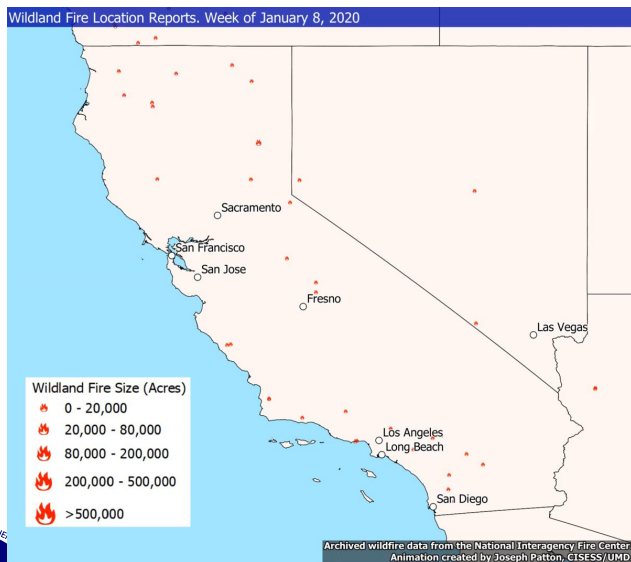 Wildland Fire Location Reports. Week of January 8, 2020
Sacramento
San Francisco
San Jose
Fresno
Las Vegas
Wildland Fire Size (Acres)
0 - 20,000
20,000 - 80,000
80,000 - 200,000
200,000 - 500,000
>500,000
Los Angeles
Long Beach
San Diego
Archived wildfire data from the National Interagency Fire Center
Animation created by Joseph Patton, CISESS/UMD